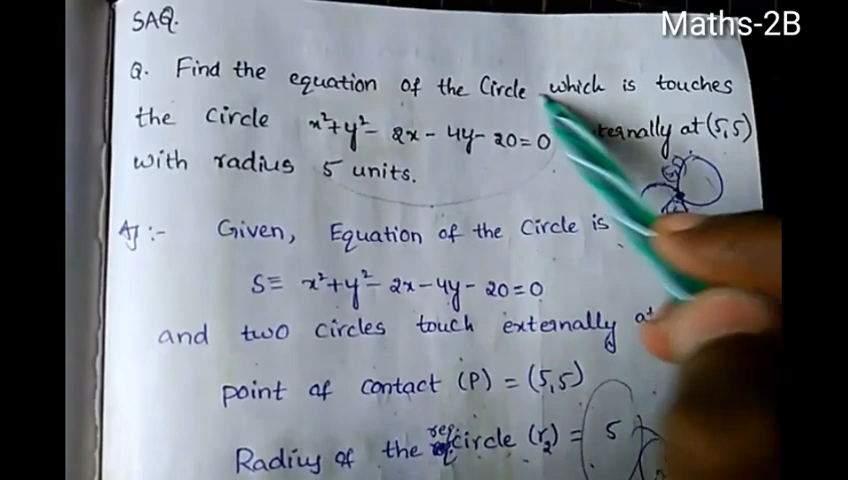 Maths-2B
SAQ.
Q. Find the equation of the Circle which is touches
the circle x²+y²- 2x - 4y - 20 = 0 ternally at (5,5)
with radius 5 units.
:- Given, Equation of the Circle is
S≡ x²+y²- 2x - 4y - 20 = 0
and two circles touch externally at
point of contact (P) = (5,5)
Radius of the req circle (r₂) = 5